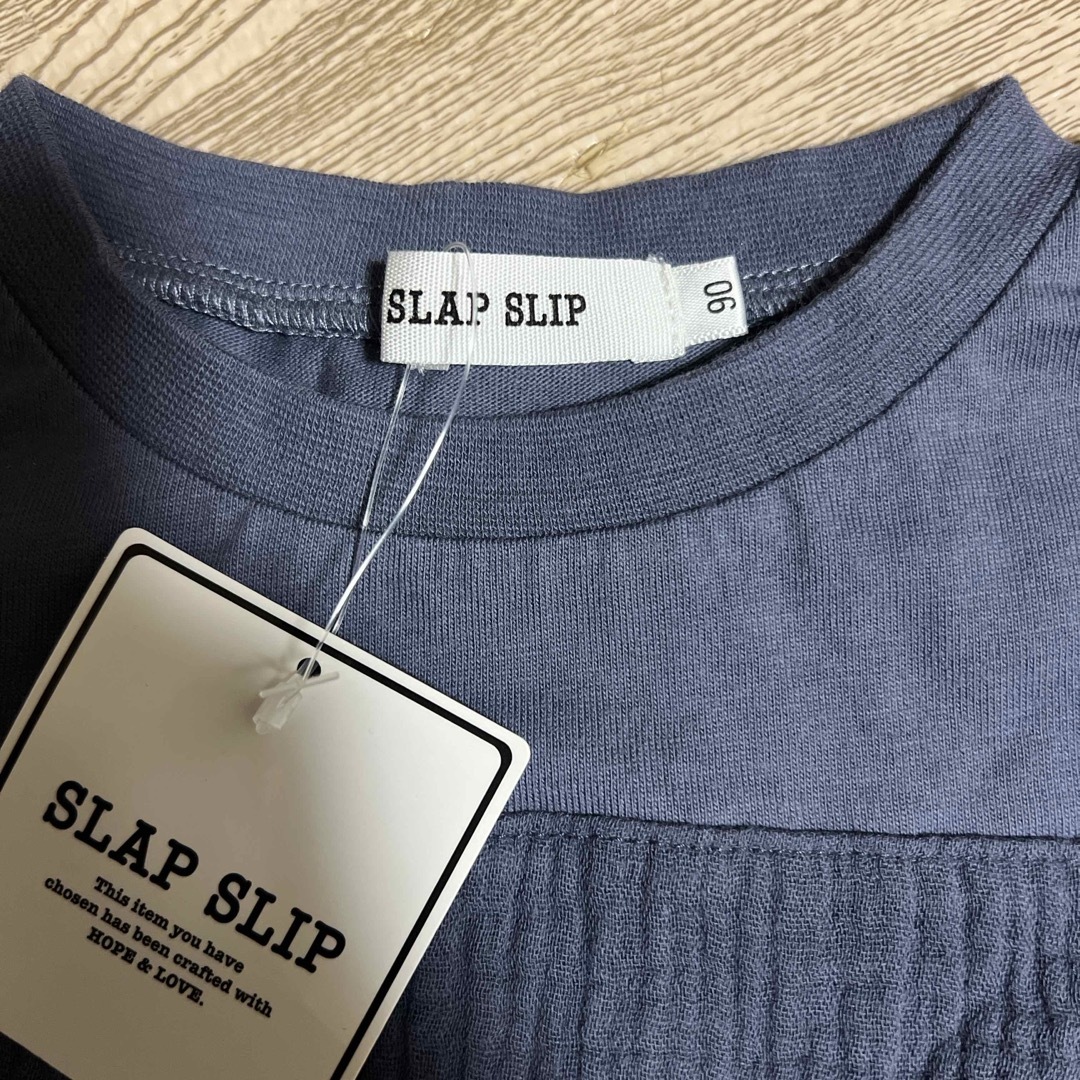 SLAP SLIP
90
SLAP SLIP
This item you have
chosen has been crafted with
HOPE & LOVE.